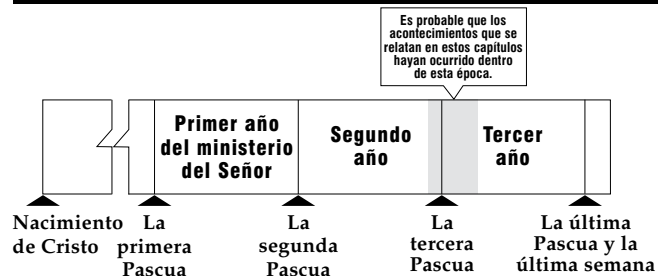 Es probable que los
acontecimientos que se
relatan en estos capítulos
hayan ocurrido dentro
de esta época.
Primer año
del ministerio
del Señor
Segundo
año
Tercer
año
Nacimiento
de Cristo
La
primera
Pascua
La
segunda
Pascua
La
tercera
Pascua
La última
Pascua y la
última semana